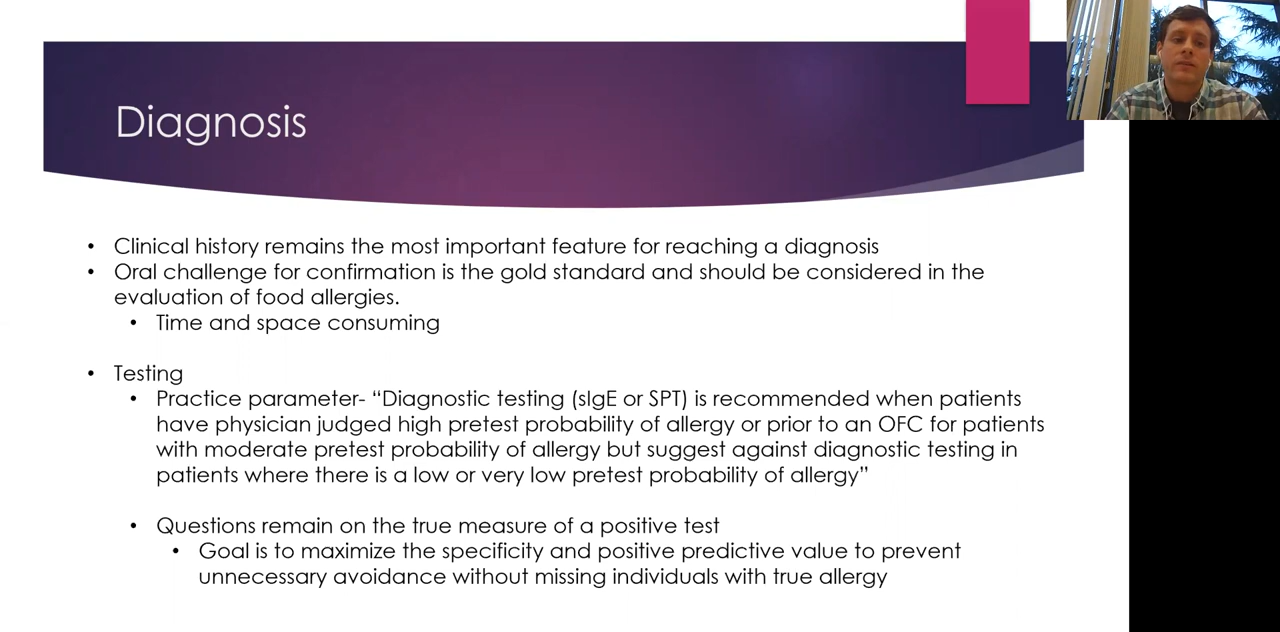 Diagnosis
• Clinical history remains the most important feature for reaching a diagnosis
• Oral challenge for confirmation is the gold standard and should be considered in the
evaluation of food allergies.
• Time and space consuming
• Testing
• Practice parameter- “Diagnostic testing (sIgE or SPT) is recommended when patients
have physician judged high pretest probability of allergy or prior to an OFC for patients
with moderate pretest probability of allergy but suggest against diagnostic testing in
patients where there is a low or very low pretest probability of allergy”
• Questions remain on the true measure of a positive test
• Goal is to maximize the specificity and positive predictive value to prevent
unnecessary avoidance without missing individuals with true allergy